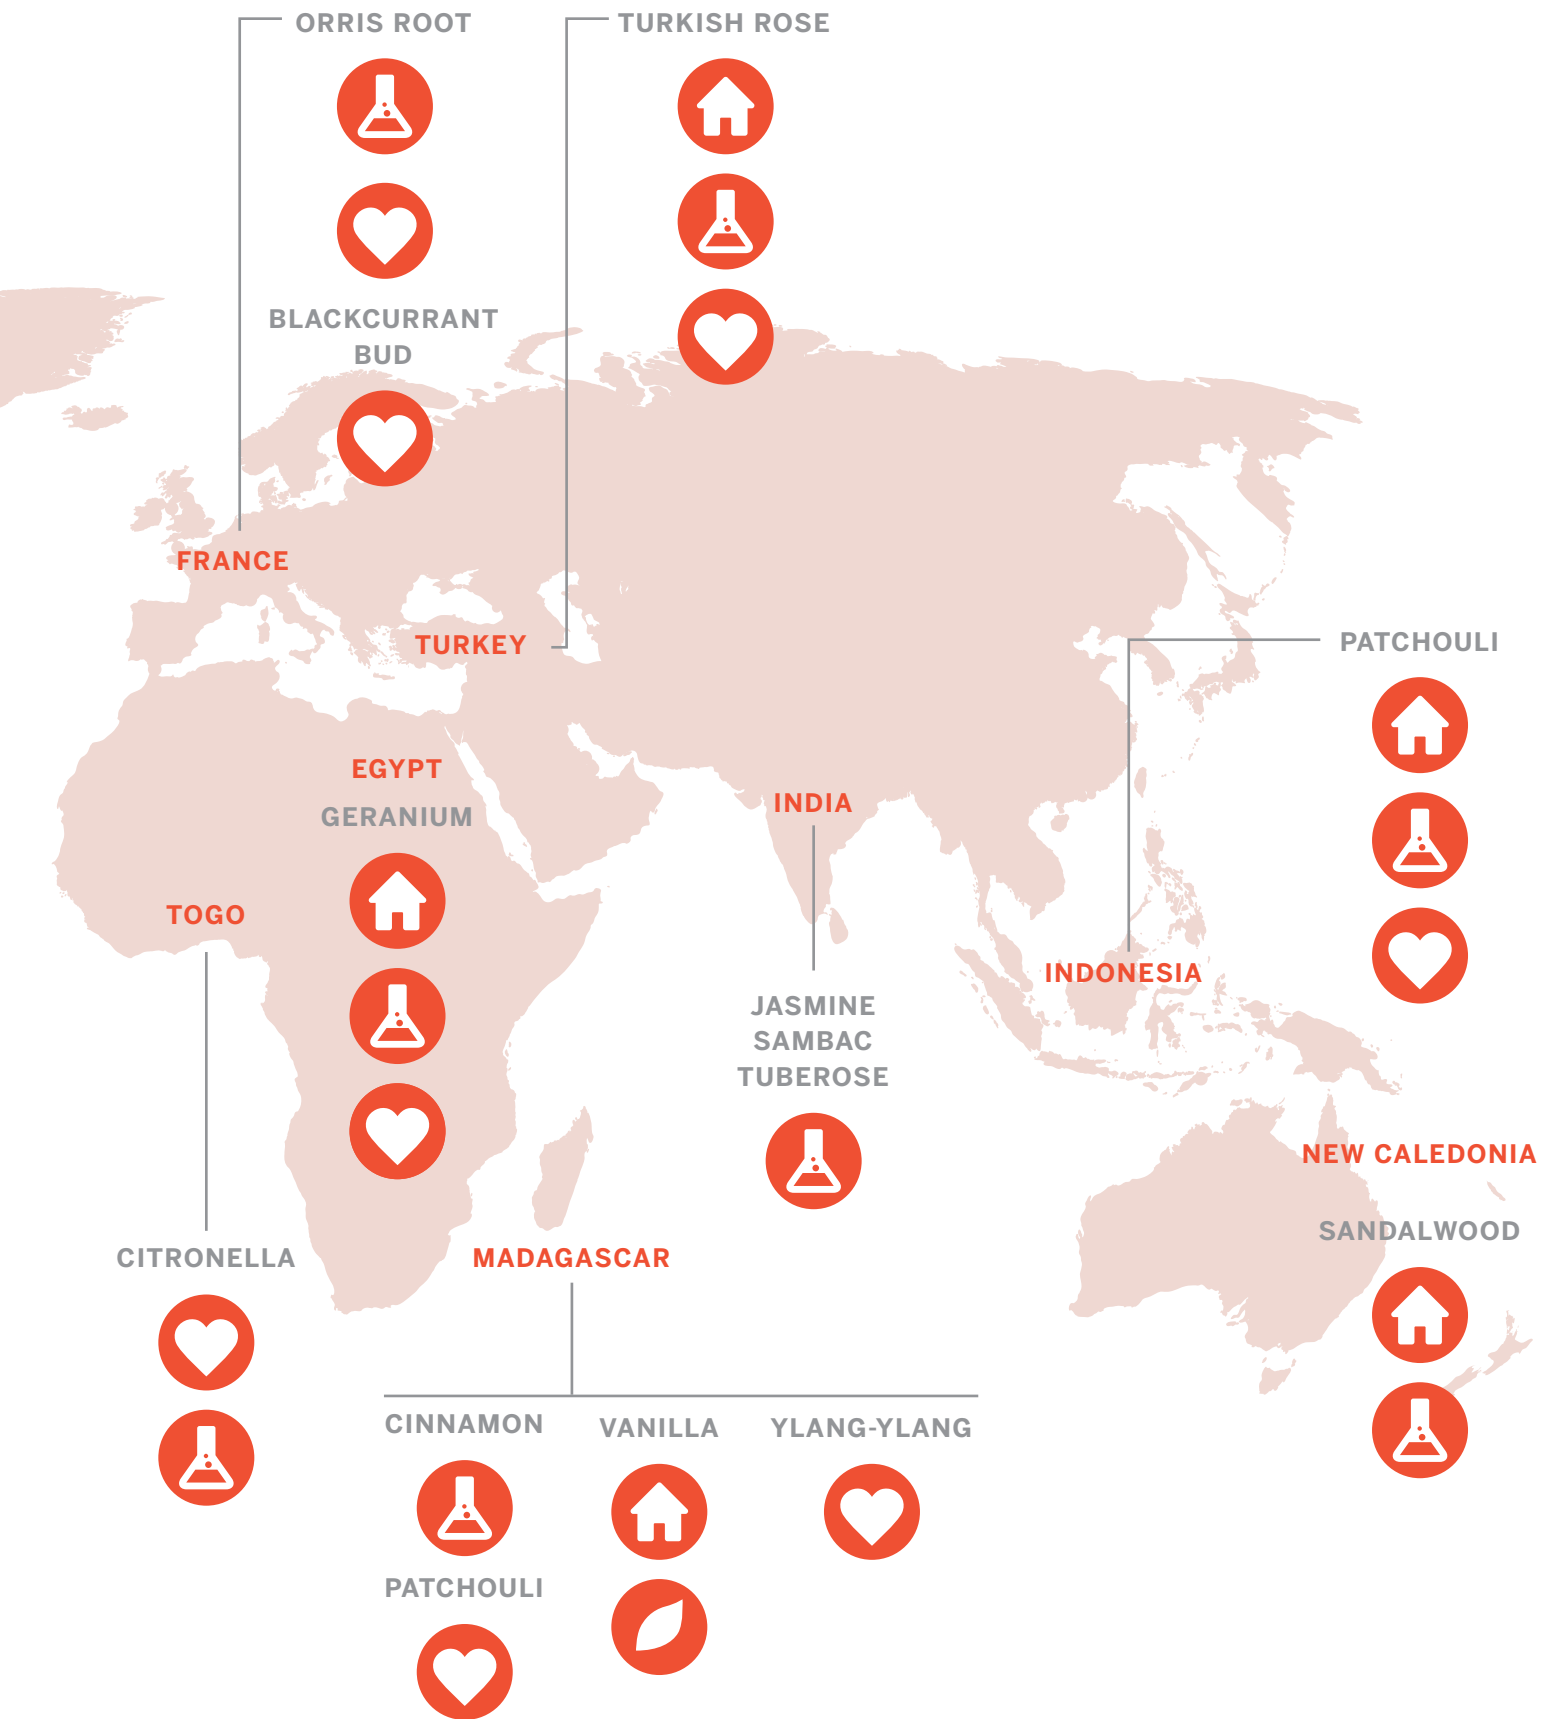 ORRIS ROOT
TURKISH ROSE
BLACKCURRANT
BUD
FRANCE
TURKEY
PATCHOULI
EGYPT
GERANIUM
INDIA
TOGO
INDONESIA
JASMINE
SAMBAC
TUBEROSE
NEW CALEDONIA
SANDALWOOD
CITRONELLA
MADAGASCAR
CINNAMON
VANILLA
YLANG-YLANG
PATCHOULI